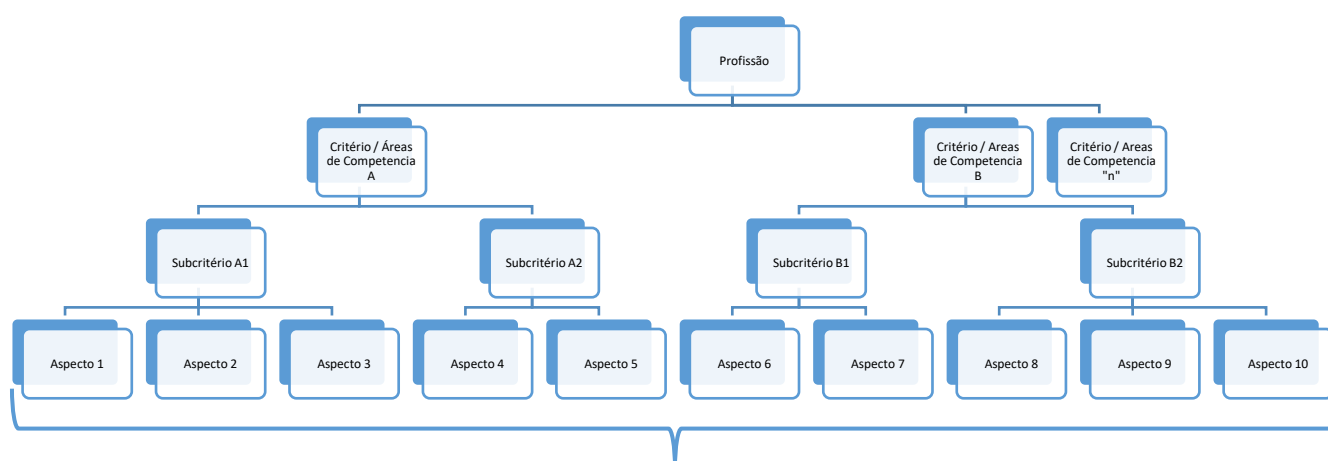 Profissão
Critério / Áreas
de Competencia
A
Critério / Areas
de Competencia
B
Critério / Areas
de Competencia
"n"
Subcritério A1
Subcritério A2
Subcritério B1
Subcritério B2
Aspecto 1
Aspecto 2
Aspecto 3
Aspecto 4
Aspecto 5
Aspecto 6
Aspecto 7
Aspecto 8
Aspecto 9
Aspecto 10